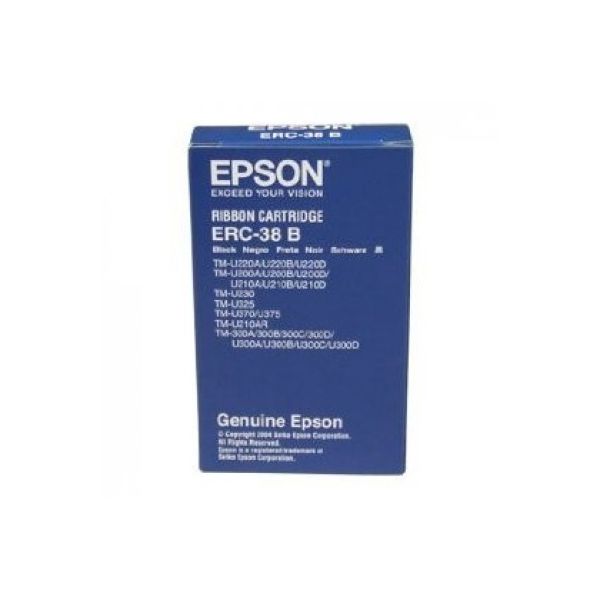 EPSON
ERC-38 B
EPSON
EXCEED YOUR VISION
RIBBON CARTRIDGE
ERC-38 B
Black Negro Preto Noir Schwarz 黒
TM-U220A/U220B/U220D
TM-U200A/U200B/U200D/
U210A/U210B/U210D
TM-U230
TM-U325
TM-U370/U375
TM-U210AR
TM-300A/300B/300C/300D/
U300A/U300B/U300C/U300D
Genuine Epson
© Copyright 2004 Seiko Epson Corporation.
All Rights Reserved.
Epson is a registered trademark of
Seiko Epson Corporation.